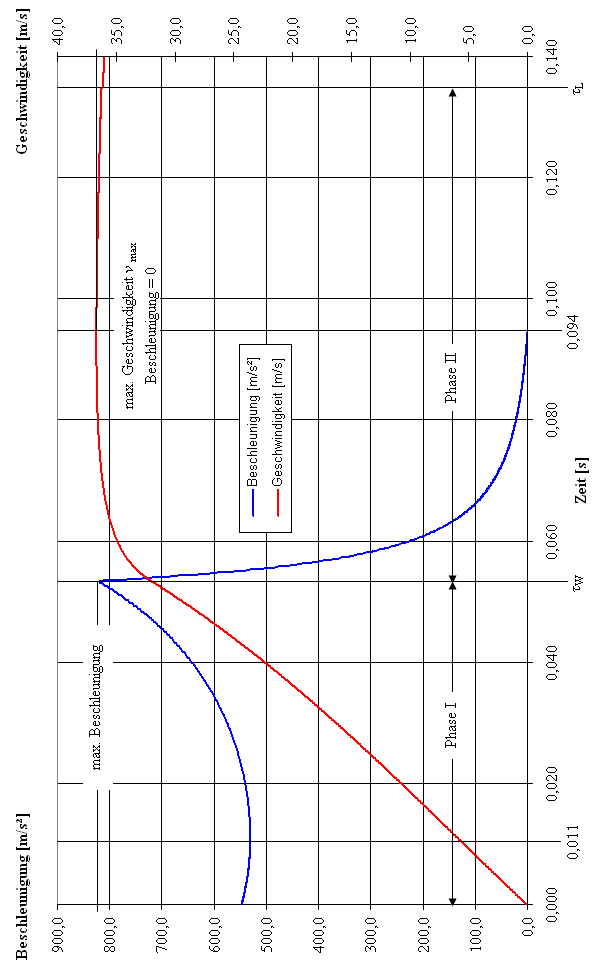 Beschleunigung [m/s²]
Geschwindigkeit [m/s]
900,0
800,0
700,0
600,0
500,0
400,0
300,0
200,0
100,0
0,0
40,0
35,0
30,0
25,0
20,0
15,0
10,0
5,0
0,0
max. Beschleunigung
max. Geschwindigkeit v max
Beschleunigung = 0
Beschleunigung [m/s²]
Geschwindigkeit [m/s]
Phase I
Phase II
0,000
0,011
0,020
0,040
τW
0,060
0,080
0,094
0,100
0,120
τL
0,140
Zeit [s]